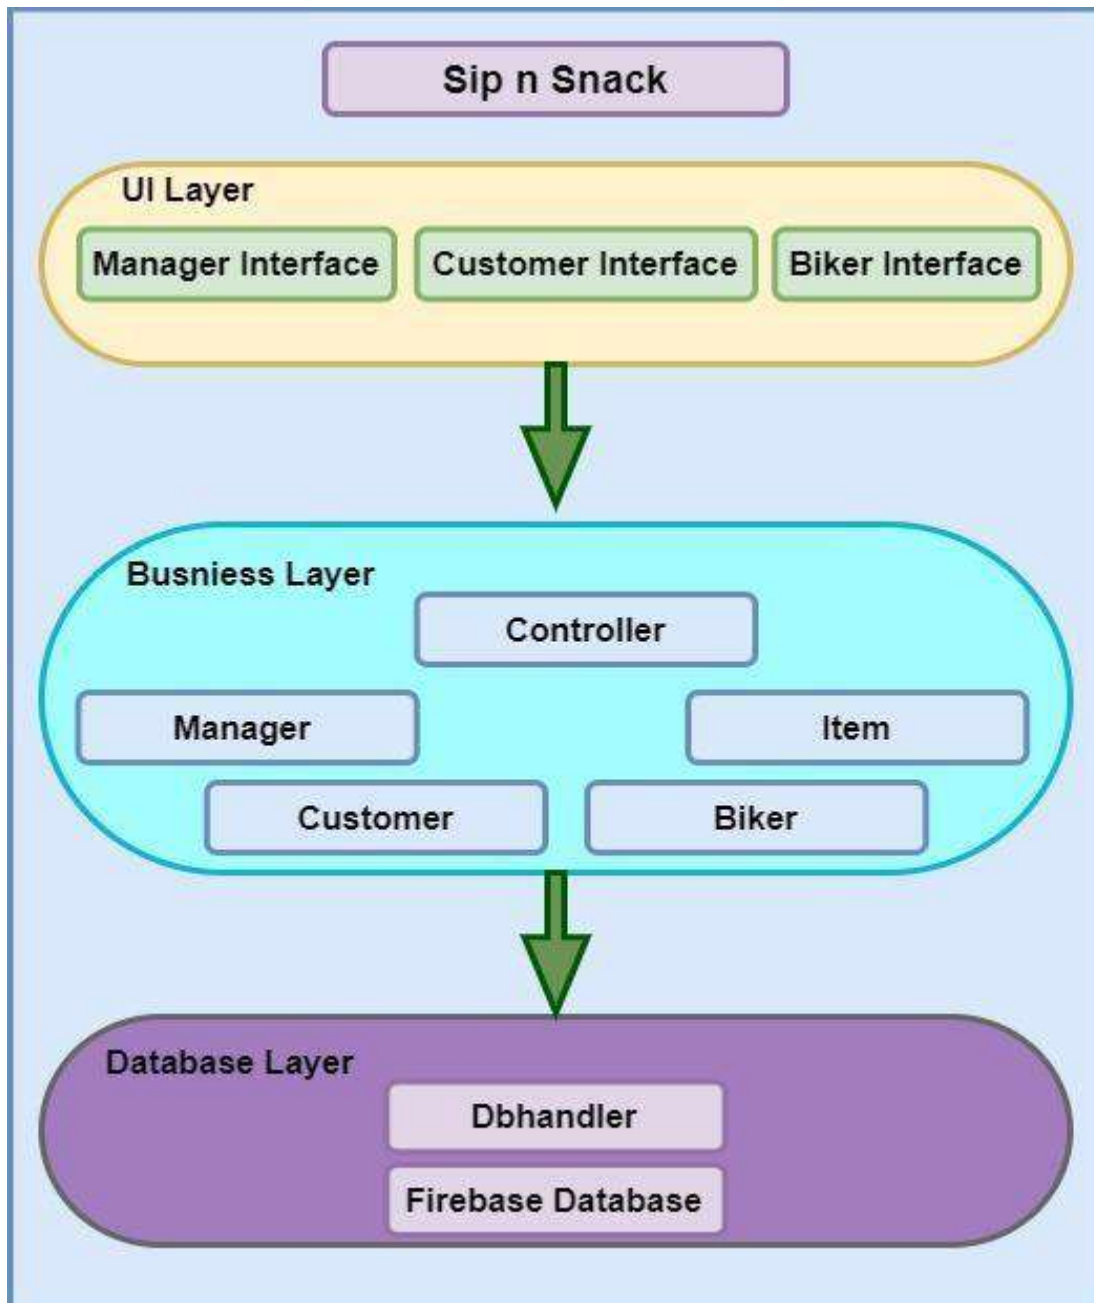 Sip n Snack
UI Layer
Manager Interface
Customer Interface
Biker Interface
Busniess Layer
Controller
Manager
Item
Customer
Biker
Database Layer
Dbhandler
Firebase Database